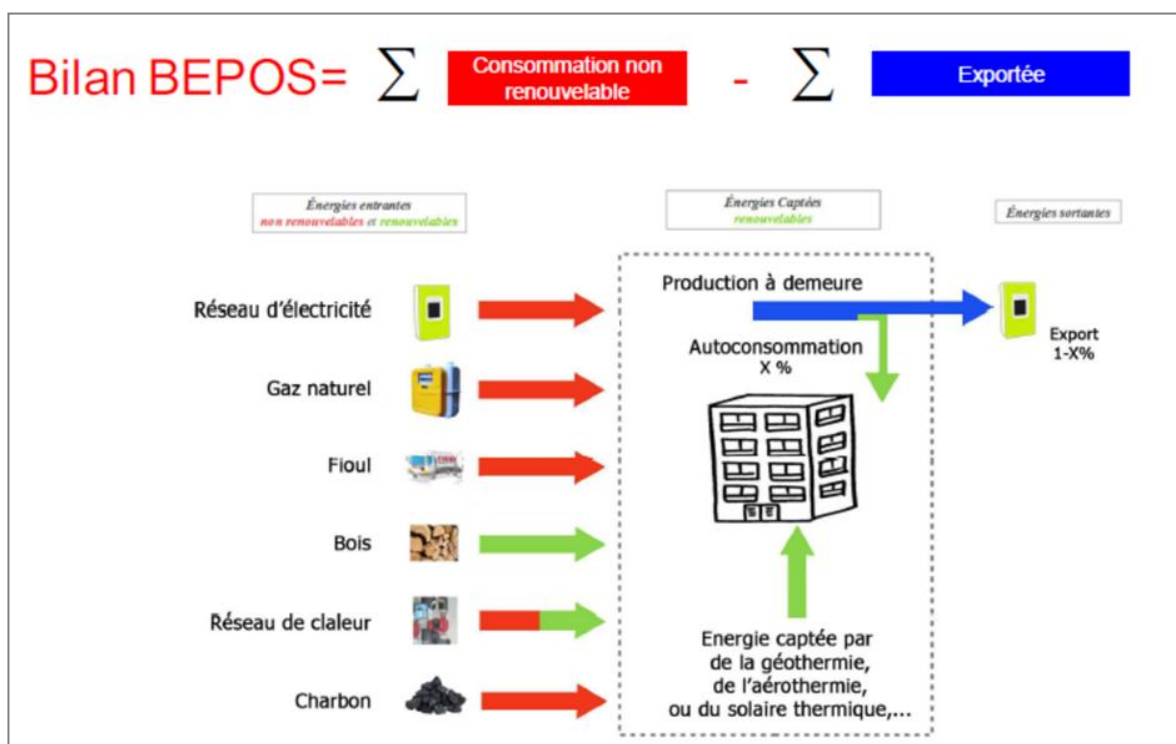 Bilan BEPOS= ∑ Consommation non renouvelable - ∑ Exportée
Énergies entrantes
non renouvelables et renouvelables
Énergies Captées
renouvelables
Énergies sortantes
Réseau d'électricité
Gaz naturel
Fioul
Bois
Réseau de claleur
Charbon
Production à demeure
Autoconsommation
X %
Export
1-X%
Energie captée par
de la géothermie,
de l'aérothermie,
ou du solaire thermique,...